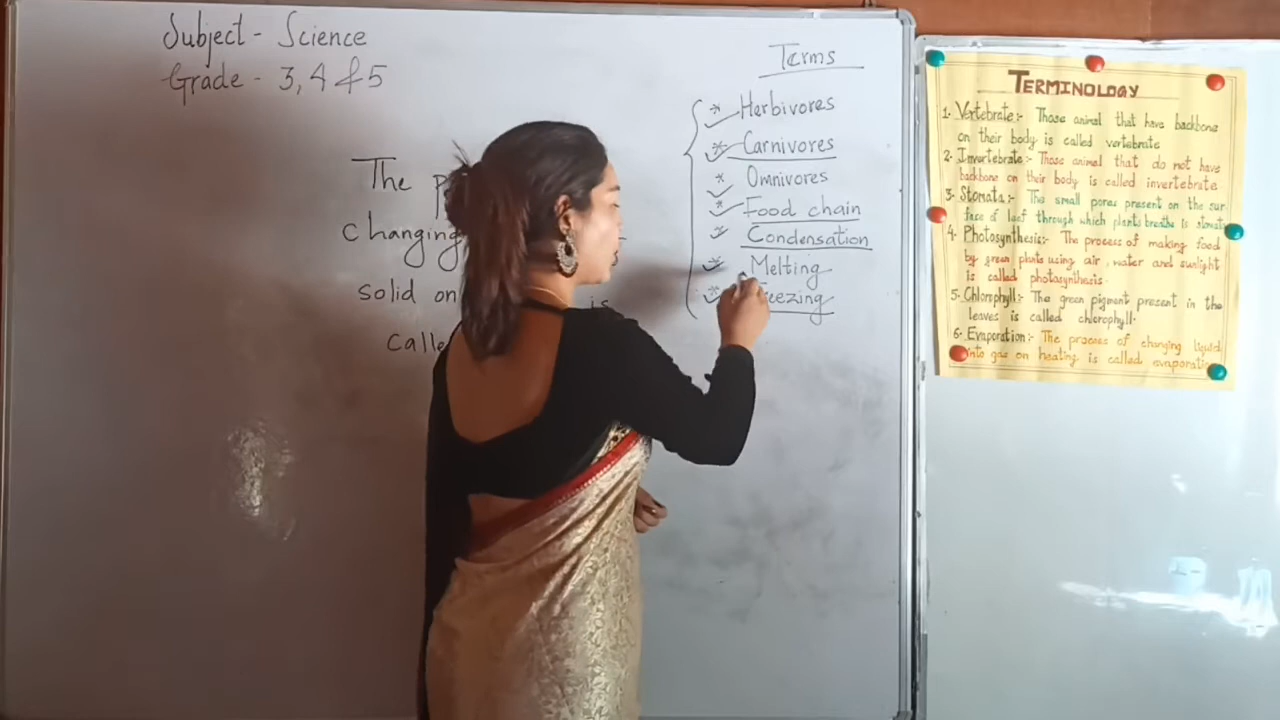 Subject - Science
Grade - 3, 4 & 5
The
changing
solid on is
Terms
* Herbivores
* Carnivores
* Omnivores
* Food chain
* Condensation
* Melting
*
TERMINOLOGY
1. Vertebrate:- Those animal that have backbone
on their body is called vertebrate
2. Invertebrate:- Those animal that do not have
backbone on their body is called invertebrate
3. Stomata:- The small pores present on the sur
face of leaf through which plants breathe is stomata
4. Photosynthesis:- The process of making food
by green plants using air, water and sunlight
is called photosynthesis.
5. Chlorophyll:- The green pigment present in the
leaves is called chlorophyll.
6. Evaporation:- The process of changing liquid
into gas on heating is called evaporation